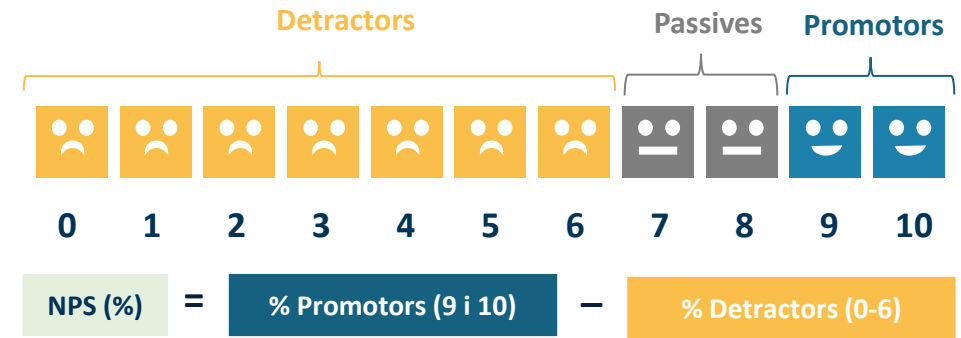 Detractors Passives Promotors
0 1 2 3 4 5 6 7 8 9 10
NPS (%) = % Promotors (9 i 10) – % Detractors (0-6)